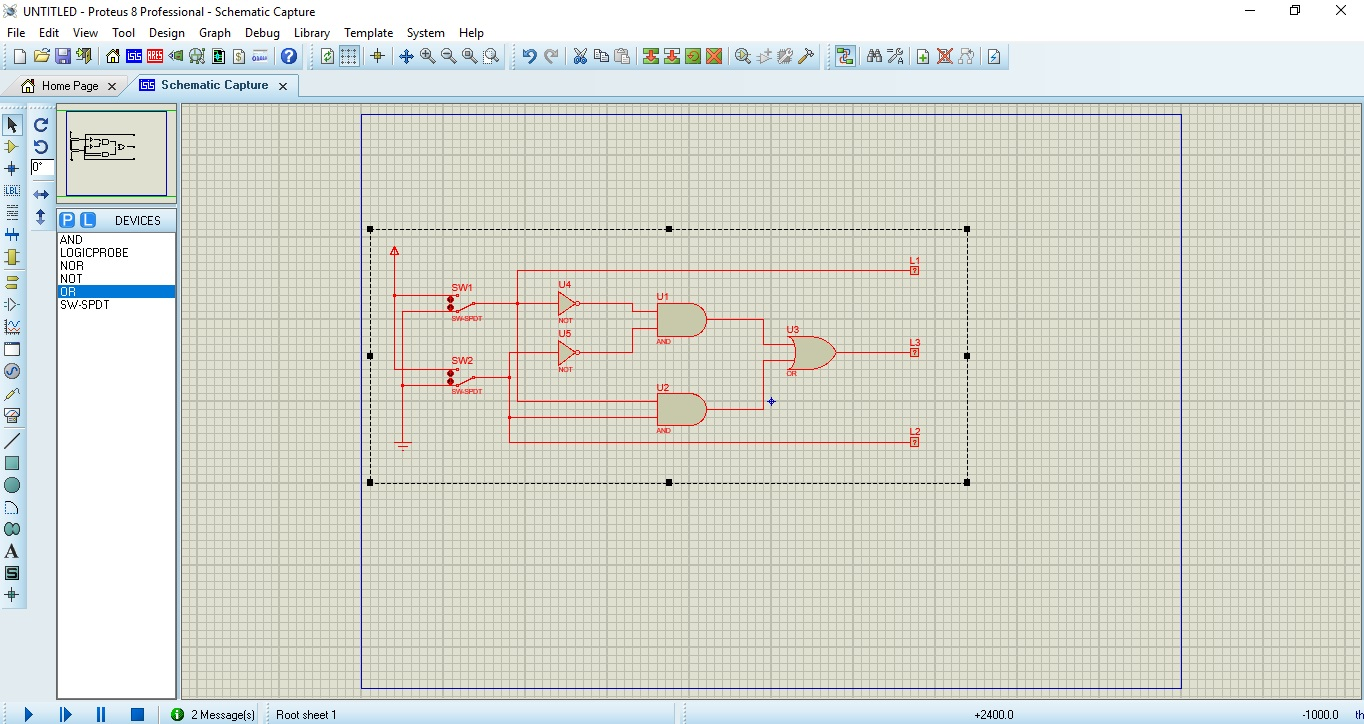 UNTITLED - Proteus 8 Professional - Schematic Capture
File Edit View Tool Design Graph Debug Library Template System Help
Home Page Schematic Capture
0°
LBL
P L DEVICES
AND
LOGICPROBE
NOR
NOT
OR
SW-SPDT
L1
?
SW1
SW-SPDT
U4
NOT
U1
AND
U5
NOT
U3
OR
L3
?
SW2
SW-SPDT
U2
AND
L2
?
A
S
2 Message(s) Root sheet 1 +2400.0 -1000.0 th